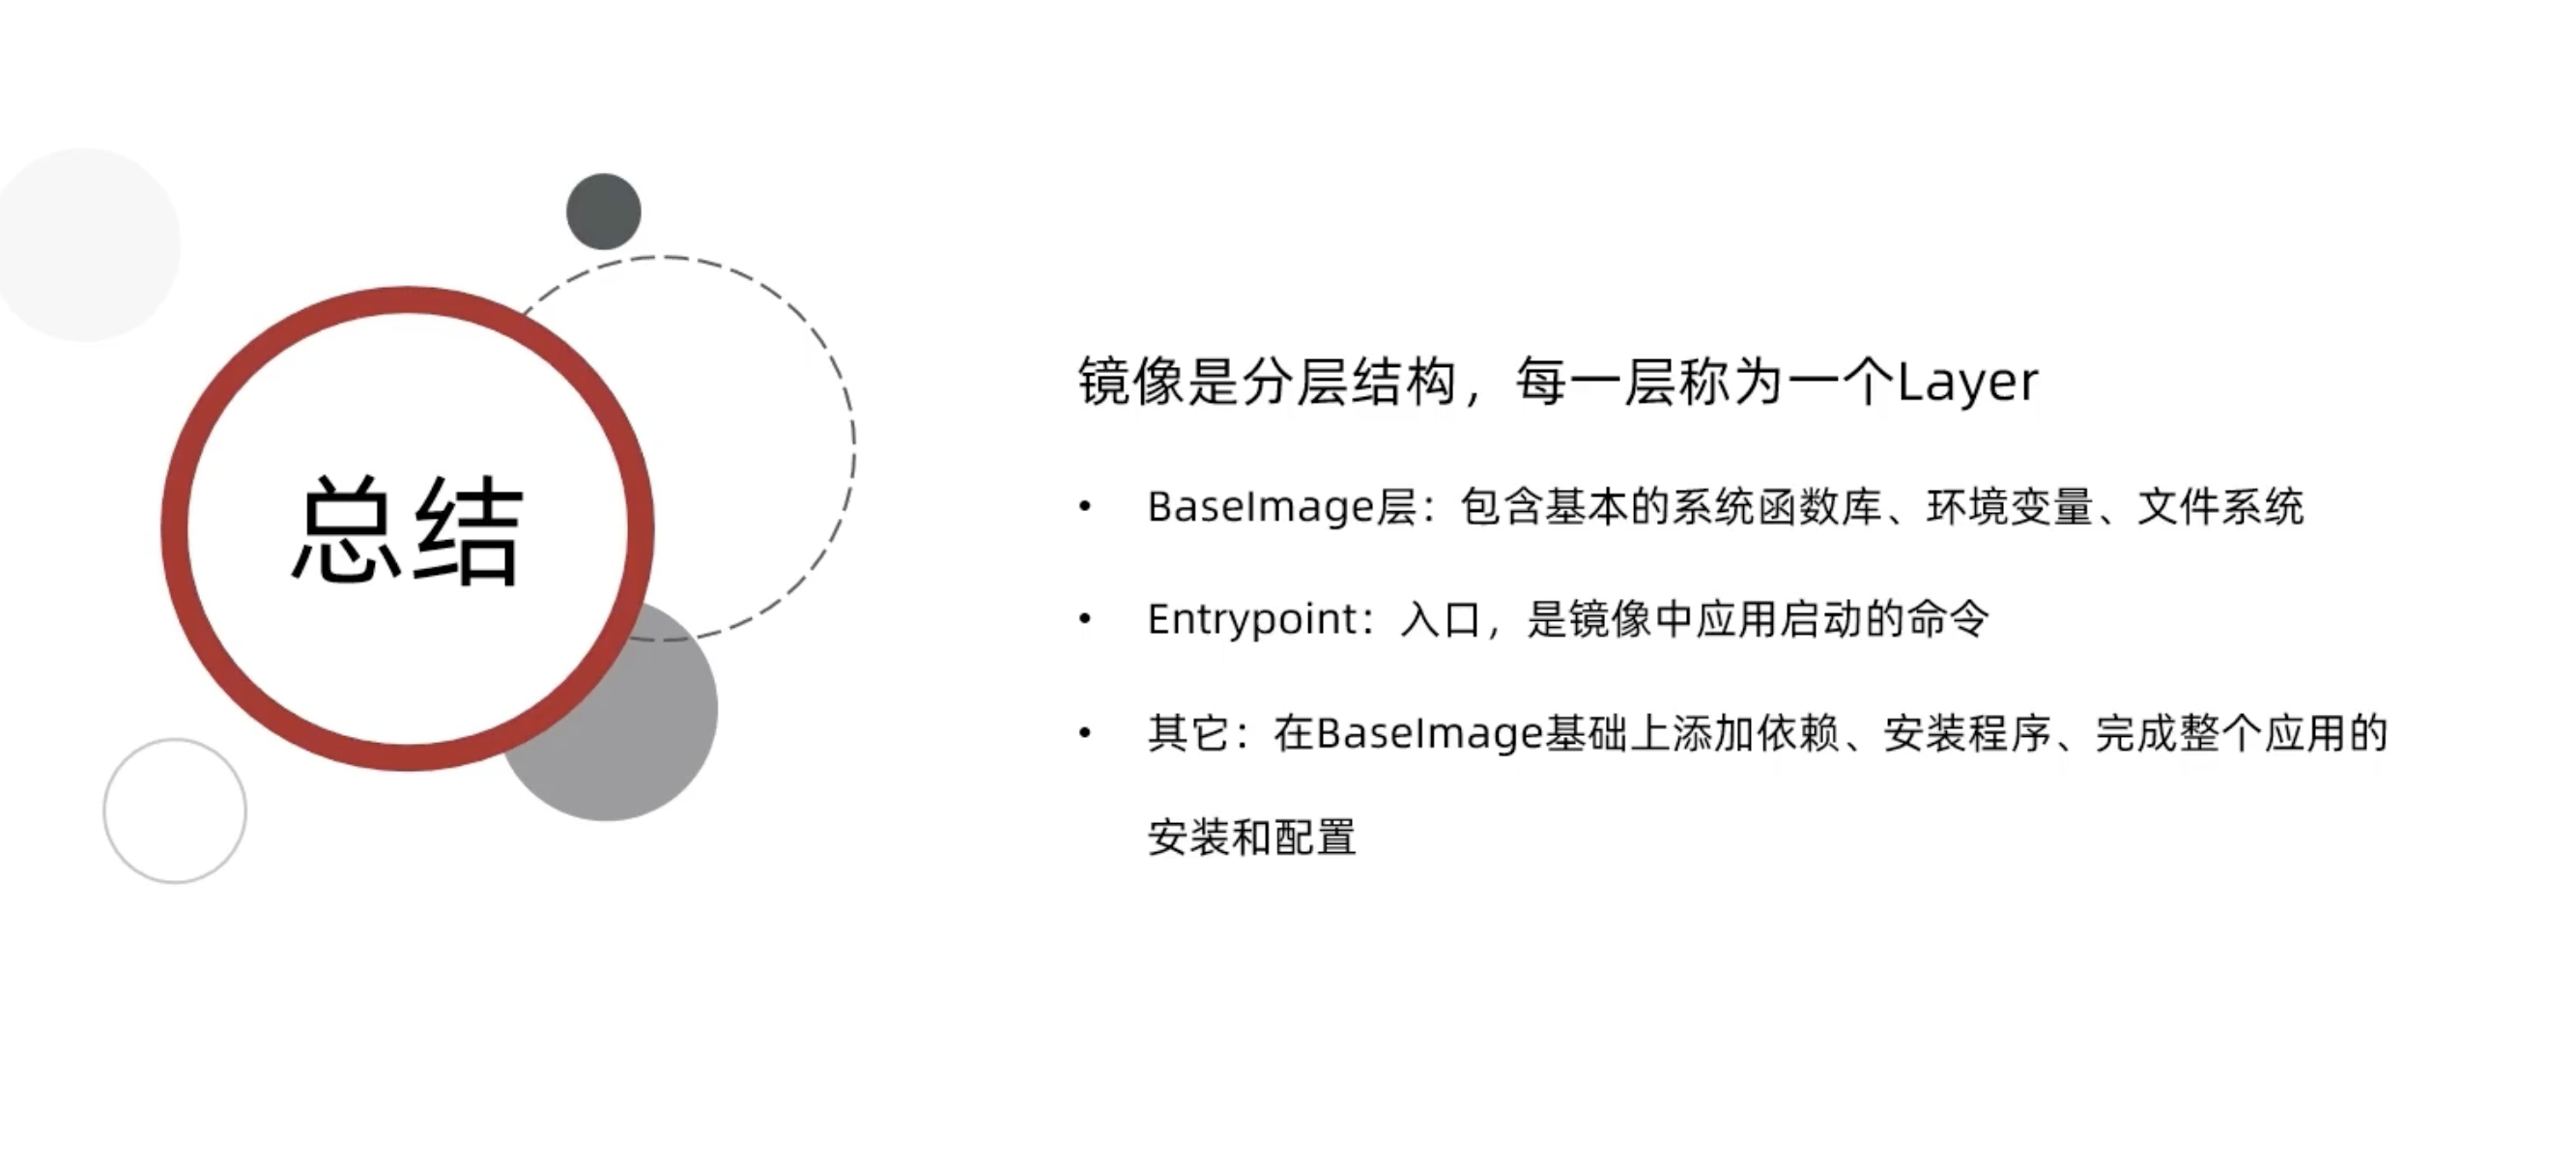 总结
镜像是分层结构，每一层称为一个Layer
• BaseImage层：包含基本的系统函数库、环境变量、文件系统
• Entrypoint：入口，是镜像中应用启动的命令
• 其它：在BaseImage基础上添加依赖、安装程序、完成整个应用的
安装和配置